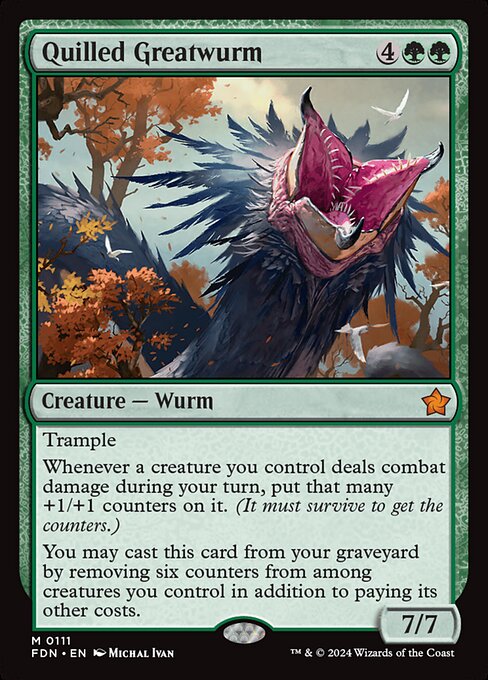 Quilled Greatwurm 4
Creature — Wurm
Trample
Whenever a creature you control deals combat
damage during your turn, put that many
+1/+1 counters on it. (It must survive to get the
counters.)
You may cast this card from your graveyard
by removing six counters from among
creatures you control in addition to paying its
other costs.
7/7
M 0111
FDN • EN Michal Ivan
™ & © 2024 Wizards of the Coast